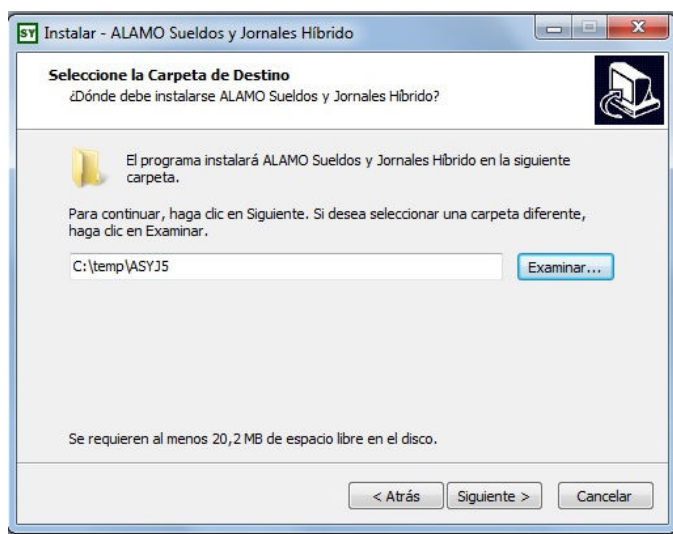 SY Instalar - ALAMO Sueldos y Jornales Híbrido
Seleccione la Carpeta de Destino
¿Dónde debe instalarse ALAMO Sueldos y Jornales Híbrido?
El programa instalará ALAMO Sueldos y Jornales Híbrido en la siguiente
carpeta.
Para continuar, haga clic en Siguiente. Si desea seleccionar una carpeta diferente,
haga clic en Examinar.
C:\temp\ASYJ5
Examinar...
Se requieren al menos 20,2 MB de espacio libre en el disco.
< Atrás
Siguiente >
Cancelar